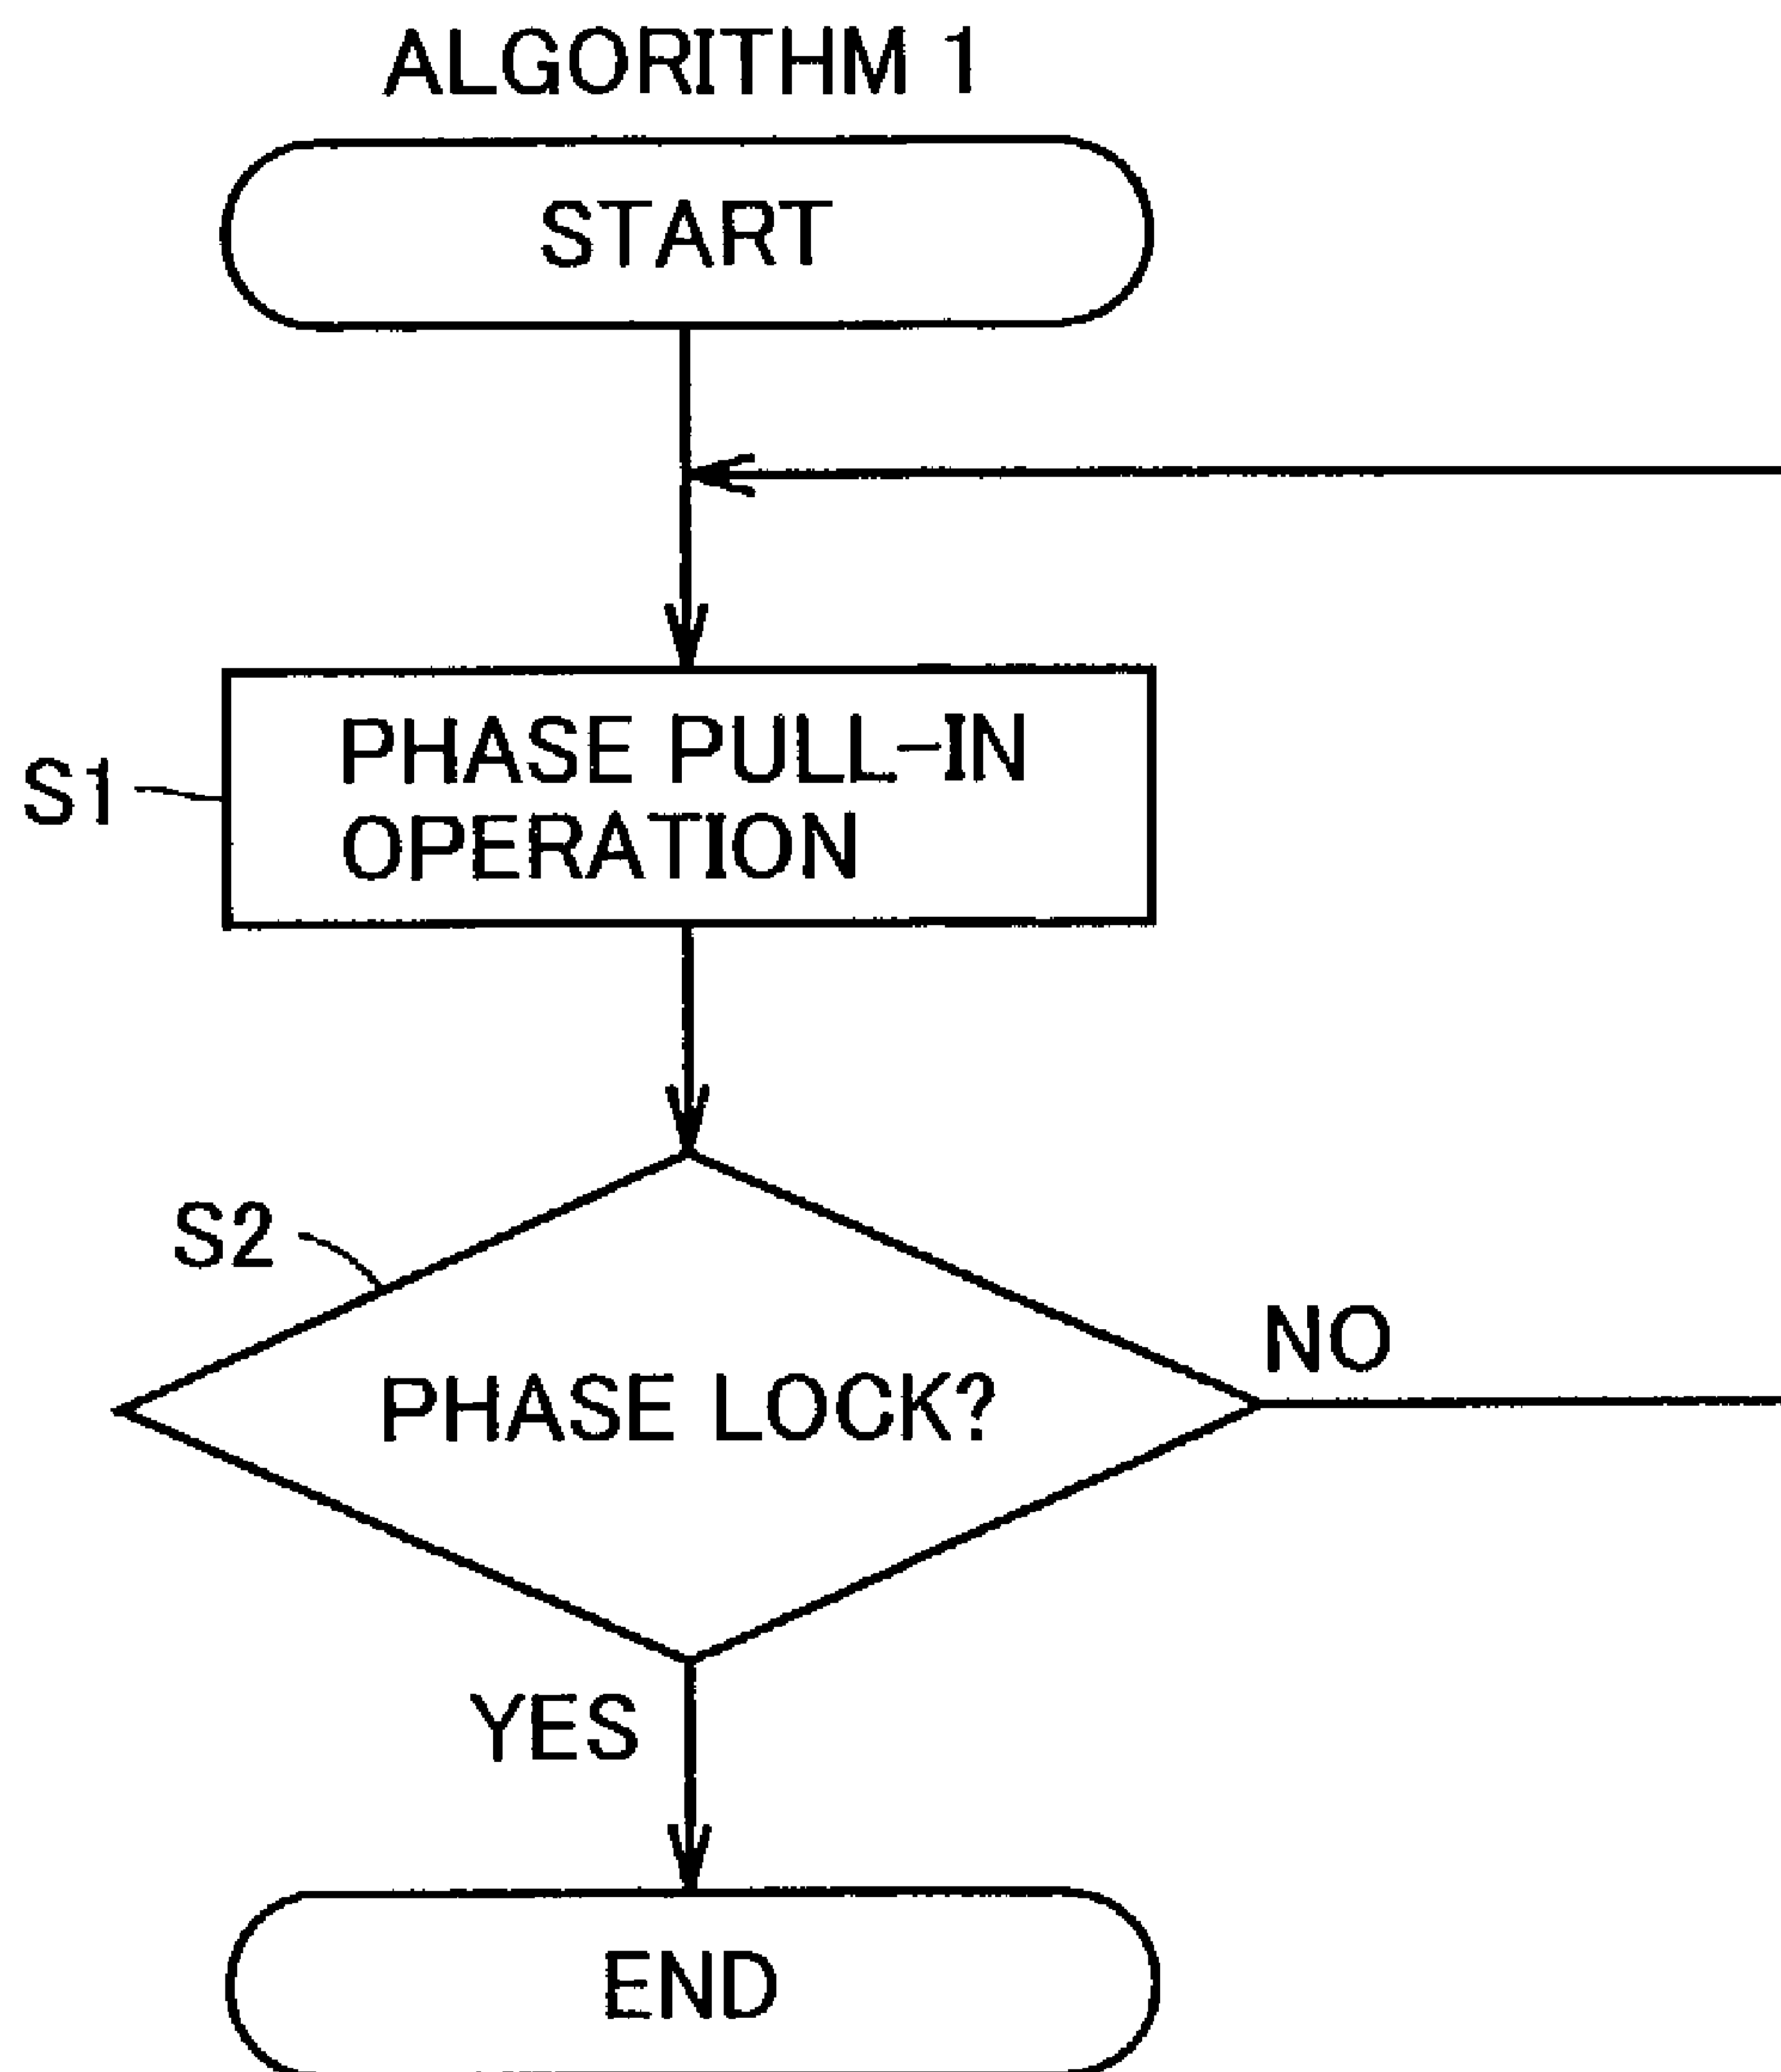 ALGORITHM 1
START
S1
PHASE PULL-IN
OPERATION
S2
PHASE LOCK?
NO
YES
END